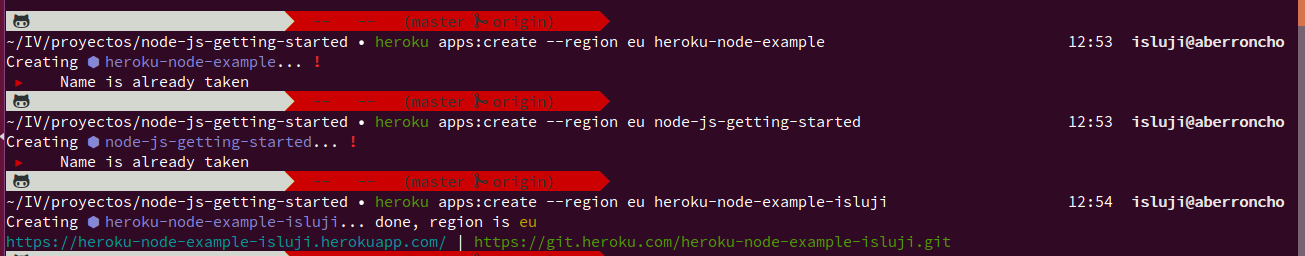 (master origin)
~/IV/proyectos/node-js-getting-started • heroku apps:create --region eu heroku-node-example 12:53 isluji@aberroncho
Creating ⬢ heroku-node-example... !
▸ Name is already taken
(master origin)
~/IV/proyectos/node-js-getting-started • heroku apps:create --region eu node-js-getting-started 12:53 isluji@aberroncho
Creating ⬢ node-js-getting-started... !
▸ Name is already taken
(master origin)
~/IV/proyectos/node-js-getting-started • heroku apps:create --region eu heroku-node-example-isluji 12:54 isluji@aberroncho
Creating ⬢ heroku-node-example-isluji... done, region is eu
https://heroku-node-example-isluji.herokuapp.com/ | https://git.heroku.com/heroku-node-example-isluji.git